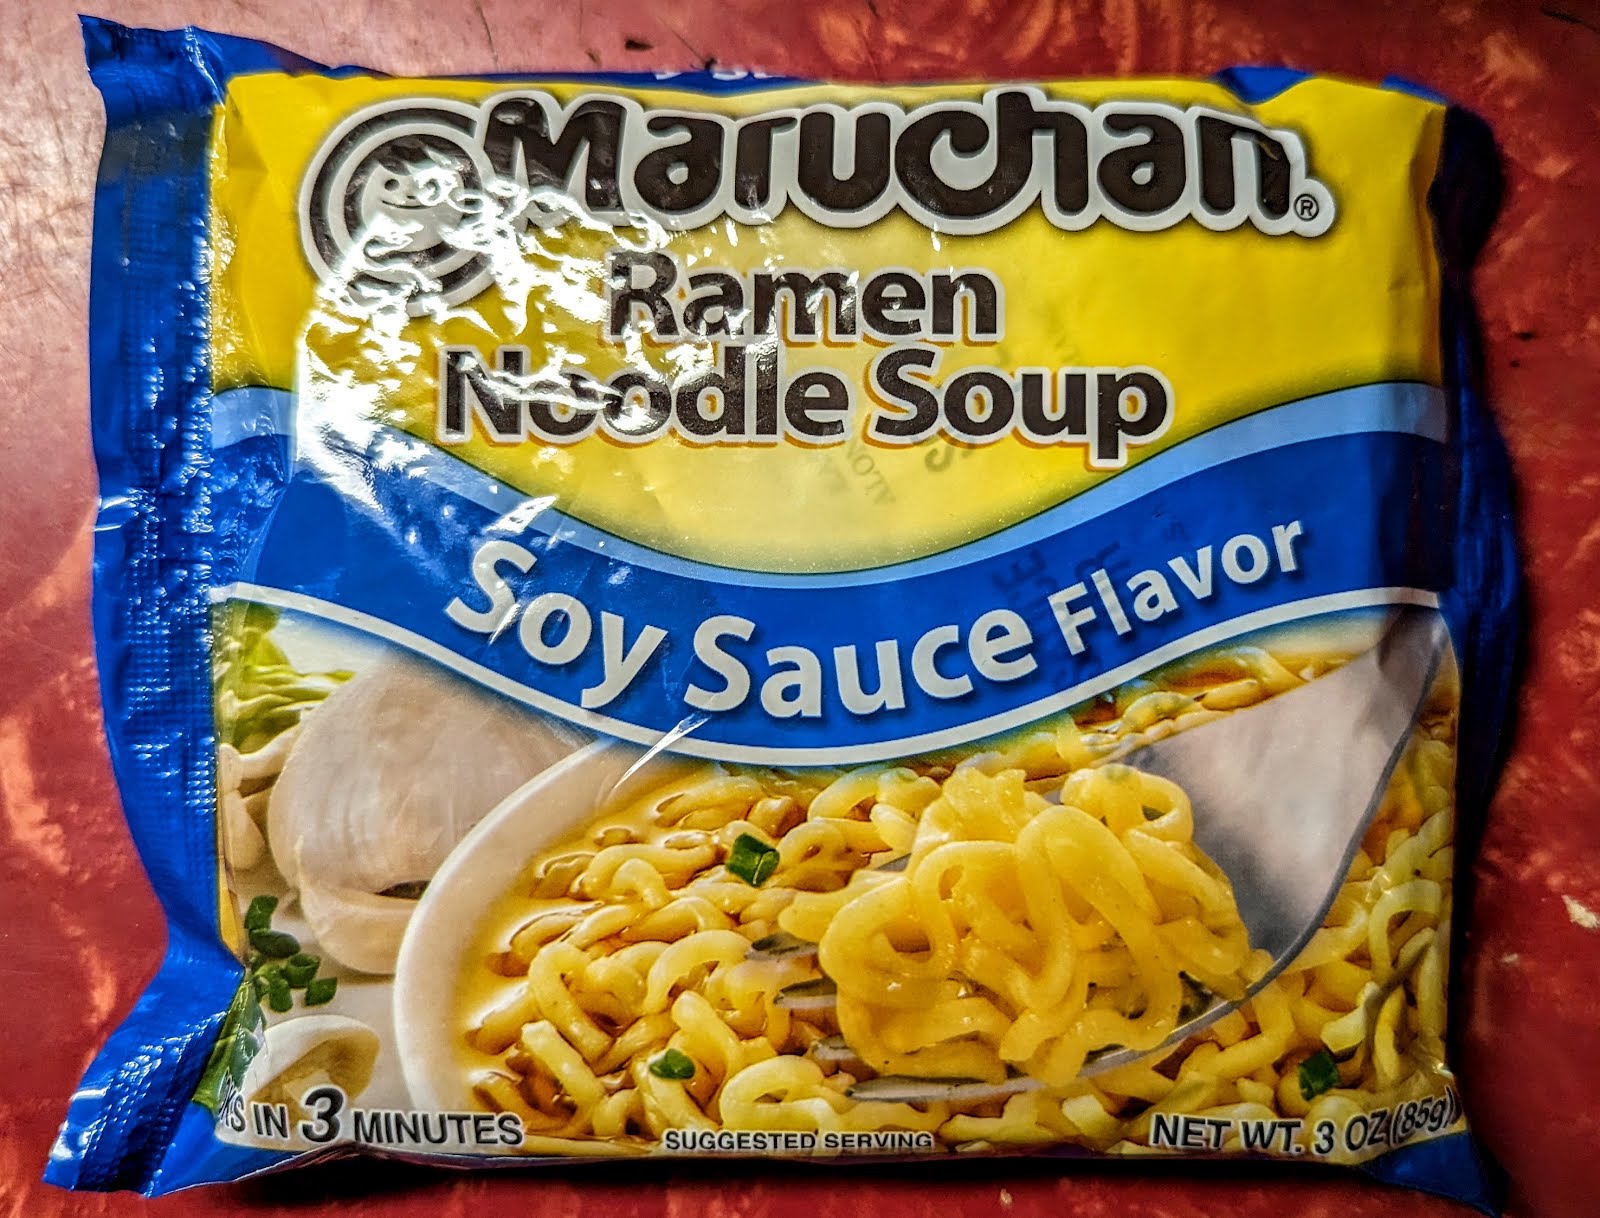 Maruchan®
Ramen
Noodle Soup
Soy Sauce Flavor
IN 3 MINUTES
SUGGESTED SERVING
NET WT. 3 OZ (85g)